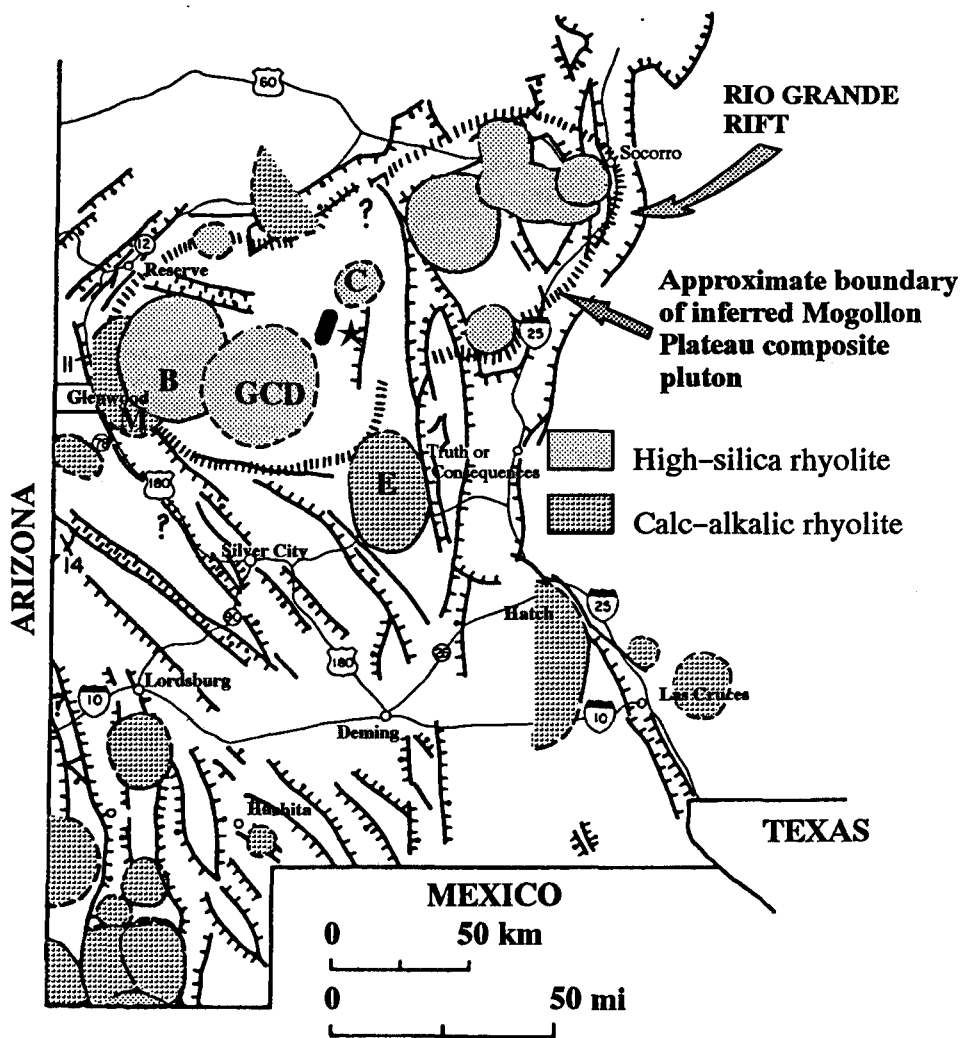 60
RIO GRANDE
RIFT
Socorro
?
12
Reserve
C
25
Approximate boundary
of inferred Mogollon
Plateau composite
pluton
B
GCD
Glenwood
M
78
E
Truth or
Consequences
High-silica rhyolite
Calc-alkalic rhyolite
180
?
Silver City
ARIZONA
14
90
Hatch
25
26
180
Lordsburg
10
?
Las Cruces
10
Deming
Hachita
TEXAS
MEXICO
0 50 km
0 50 mi